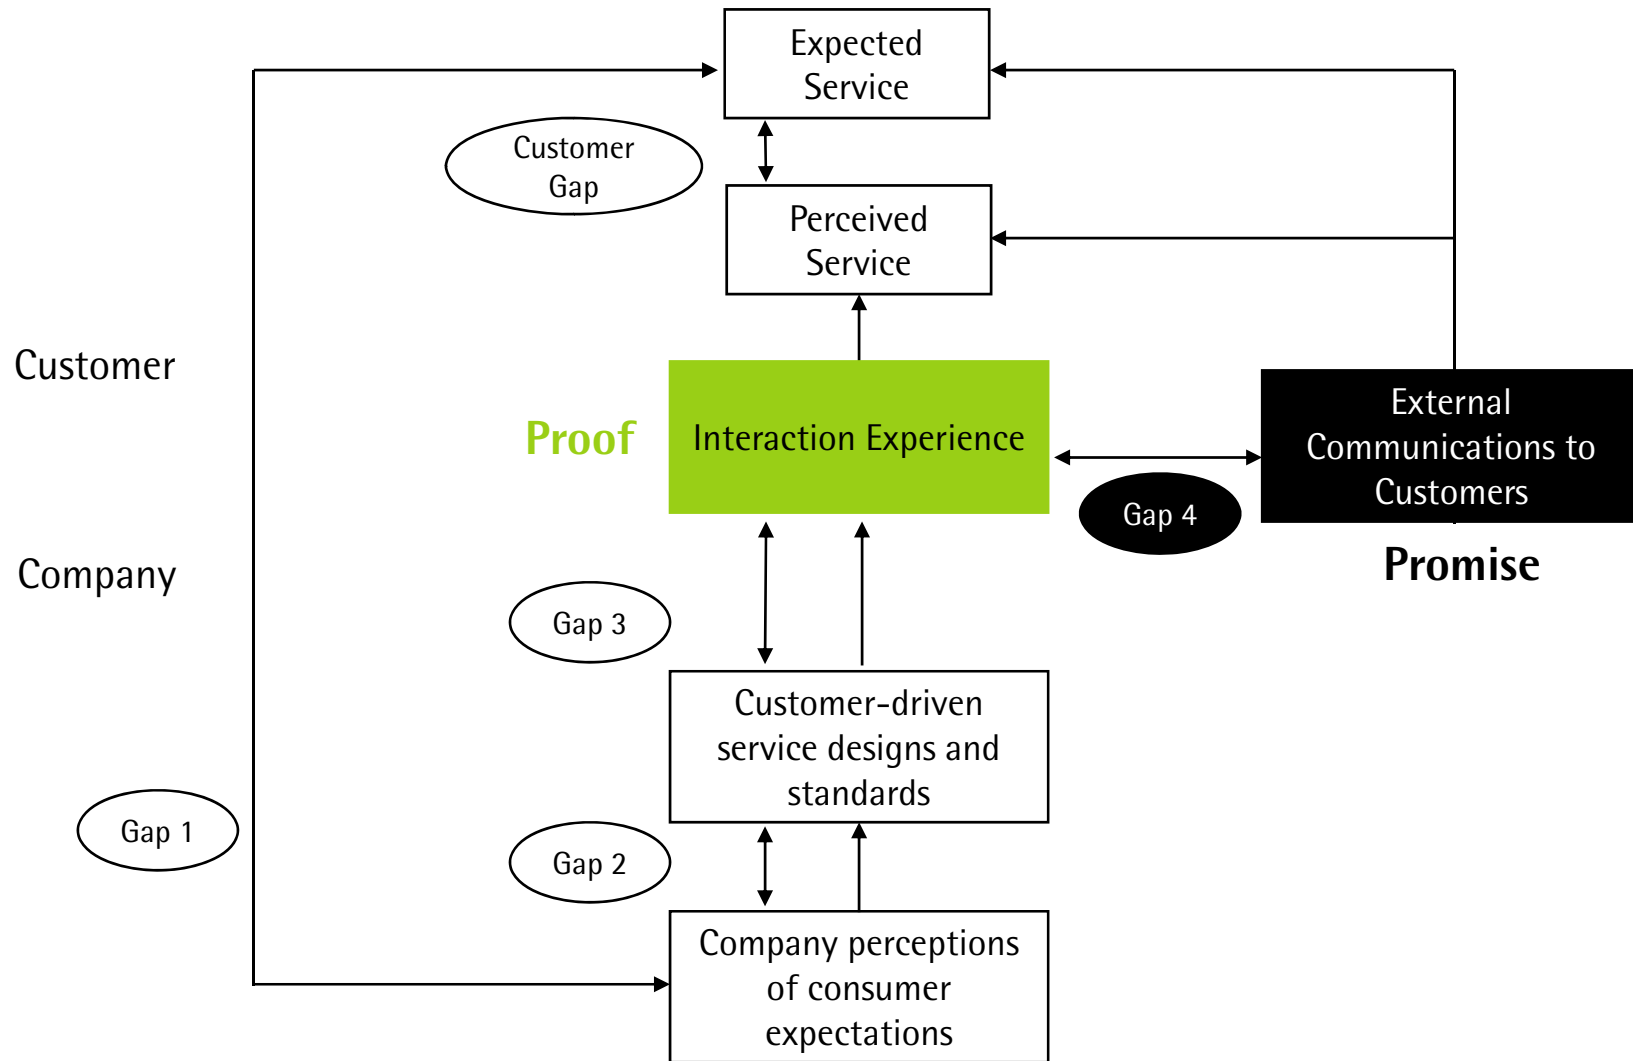 Expected
Service
Customer
Gap
Perceived
Service
Customer
Proof
Interaction Experience
External
Communications to
Customers
Gap 4
Promise
Company
Gap 3
Customer-driven
service designs and
standards
Gap 1
Gap 2
Company perceptions
of consumer
expectations